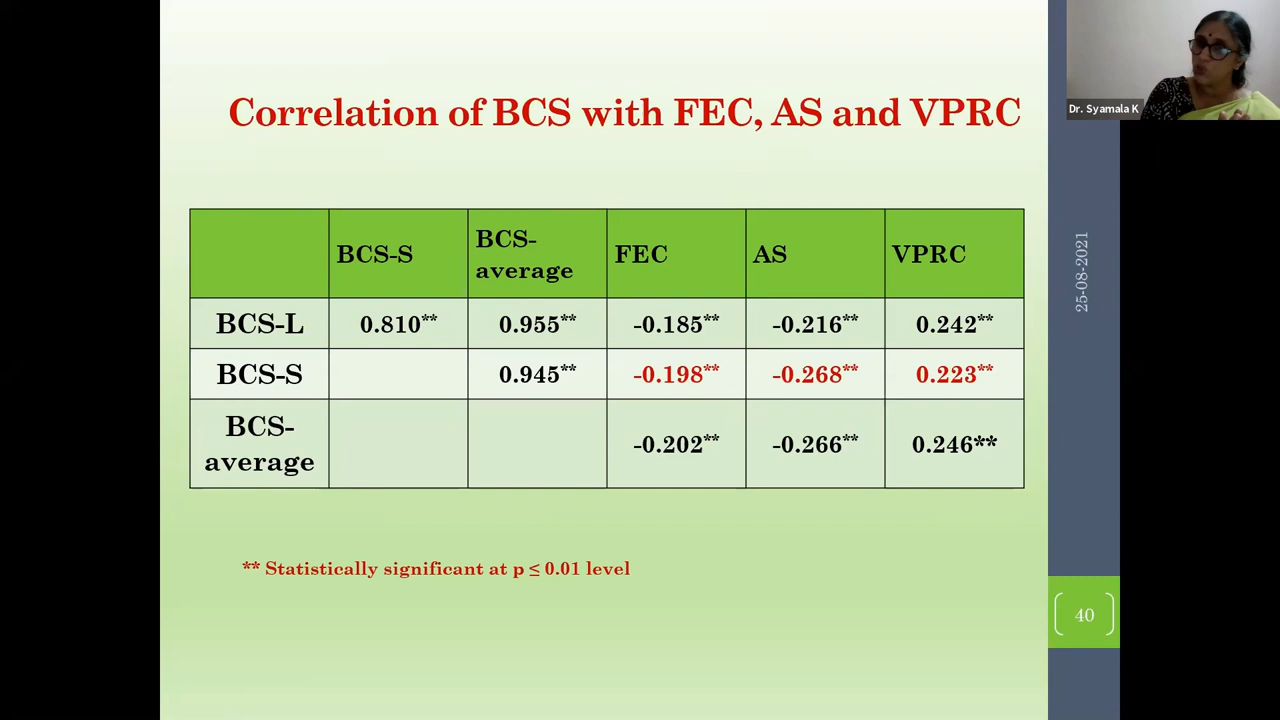 Correlation of BCS with FEC, AS and VPRC
Dr. Syamala K
25-08-2021
BCS-S BCS-average FEC AS VPRC
BCS-L 0.810** 0.955** -0.185** -0.216** 0.242**
BCS-S 0.945** -0.198** -0.268** 0.223**
BCS-average -0.202** -0.266** 0.246**
** Statistically significant at p ≤ 0.01 level
40